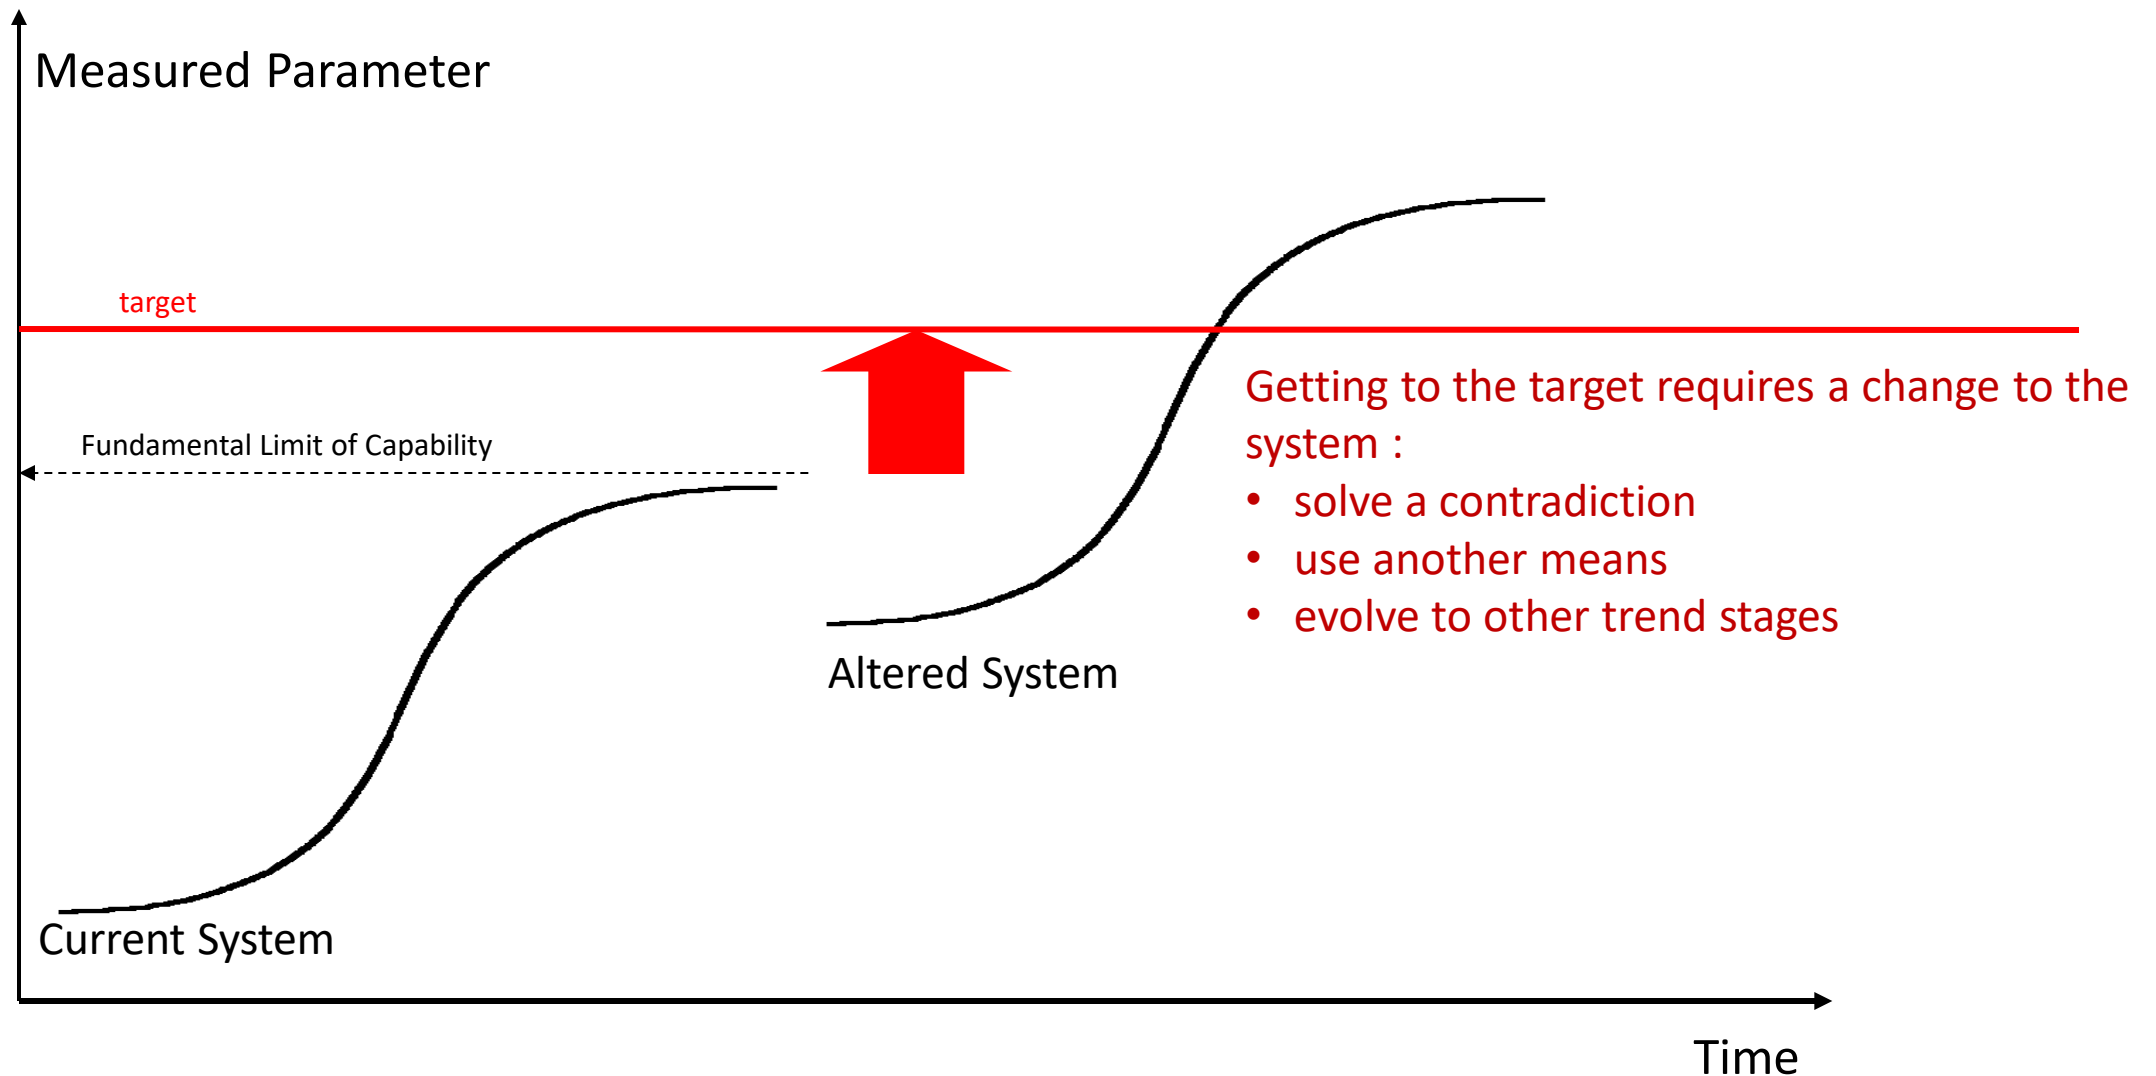 Measured Parameter
target
Fundamental Limit of Capability
Getting to the target requires a change to the
system :
• solve a contradiction
• use another means
• evolve to other trend stages
Altered System
Current System
Time